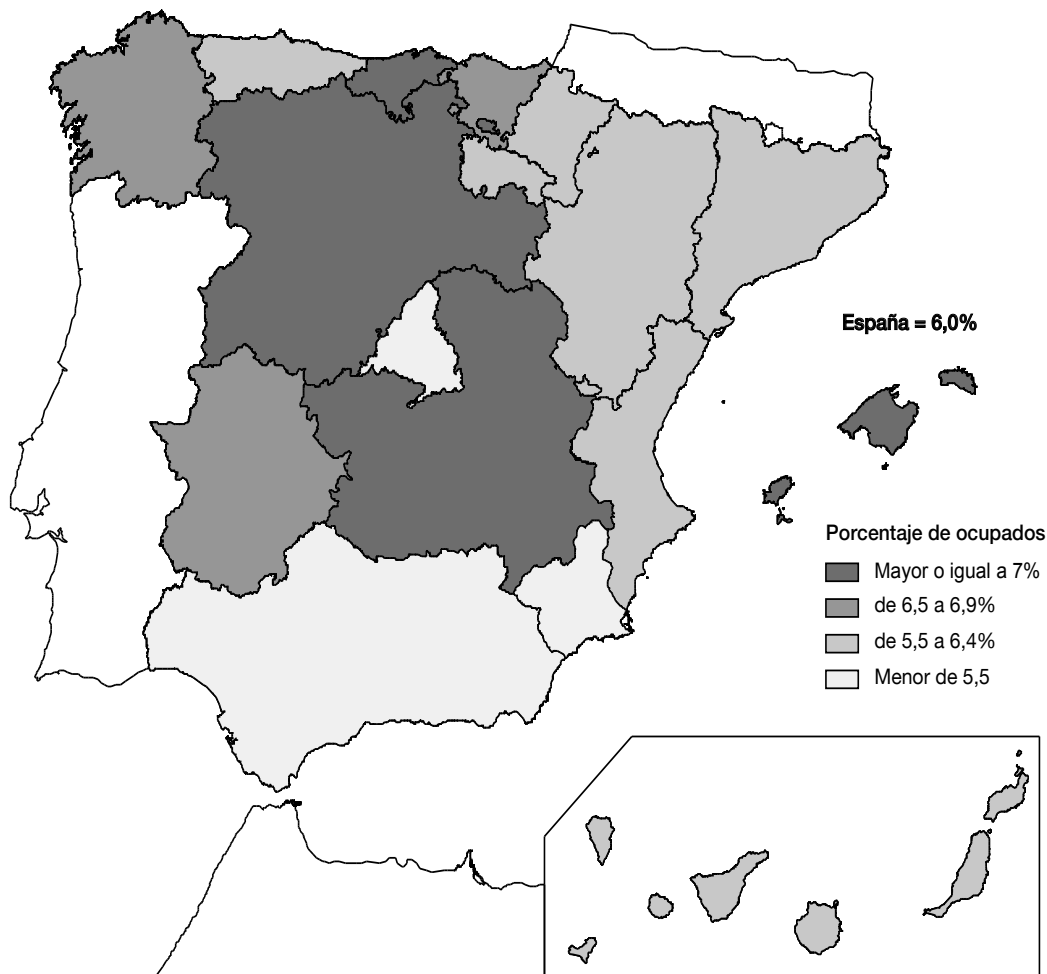 España = 6,0%
Porcentaje de ocupados
Mayor o igual a 7%
de 6,5 a 6,9%
de 5,5 a 6,4%
Menor de 5,5